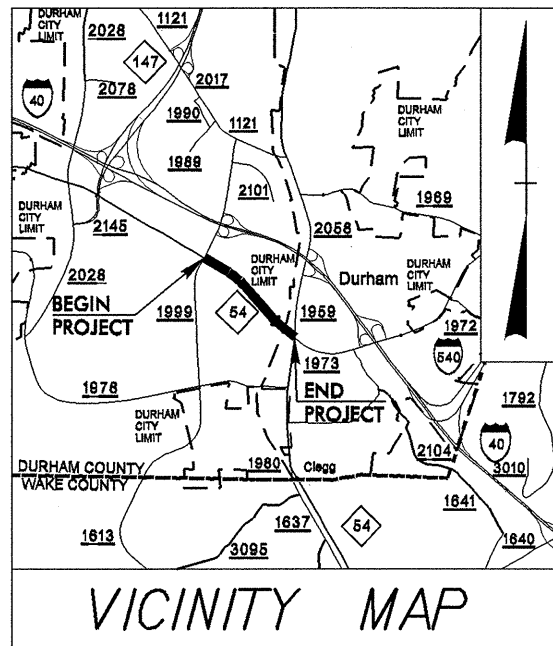 DURHAM
CITY
LIMIT
2028
1121
147
2078
2017
40
1990
1121
DURHAM
CITY
LIMIT
1989
2101
1969
DURHAM
CITY
LIMIT
2145
2058
DURHAM
CITY
LIMIT
Durham
DURHAM
CITY
LIMIT
2028
BEGIN
PROJECT
1999
54
1959
1972
540
1973
END
PROJECT
1978
1792
DURHAM
CITY
LIMIT
40
2104
DURHAM COUNTY
WAKE COUNTY
1980
Clegg
3010
1641
1613
1637
54
3095
1640
VICINITY MAP